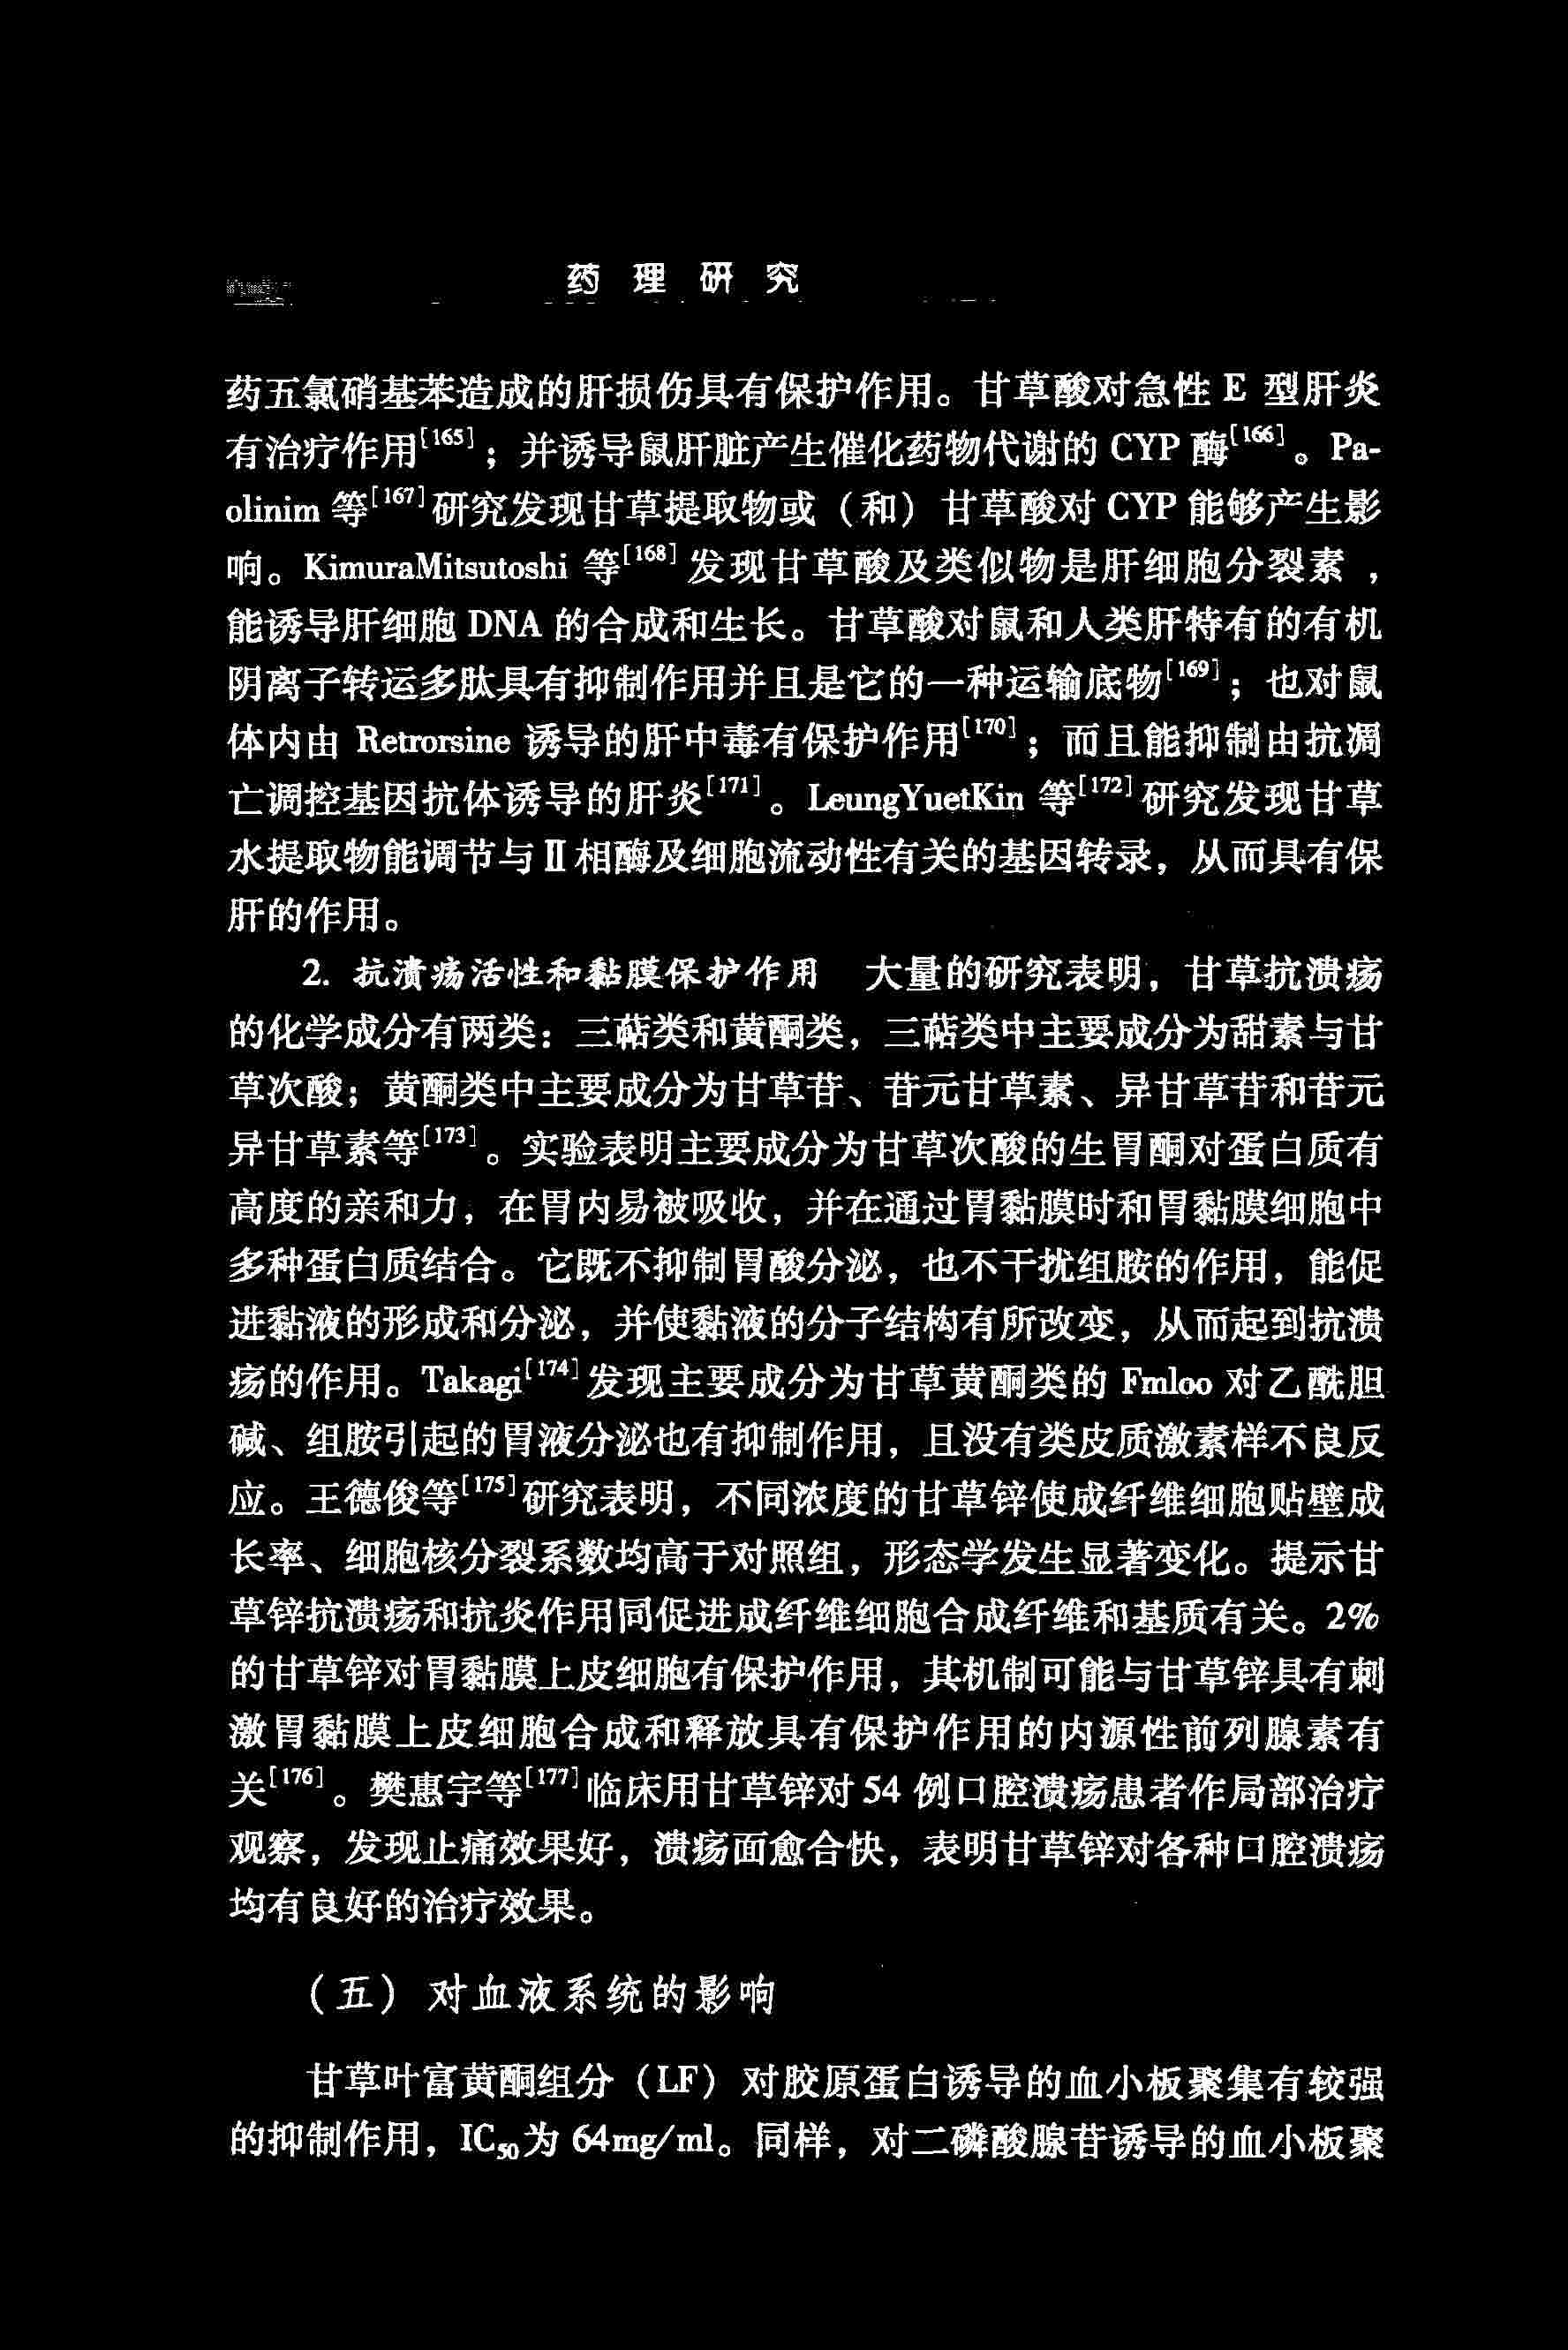 药理研究
药五氯硝基苯造成的肝损伤具有保护作用。甘草酸对急性 E 型肝炎
有治疗作用[165]；并诱导鼠肝脏产生催化药物代谢的 CYP 酶[166]。Pa-
olinim 等[167]研究发现甘草提取物或（和）甘草酸对 CYP 能够产生影
响。KimuraMitsutoshi 等[168]发现甘草酸及类似物是肝细胞分裂素，
能诱导肝细胞 DNA 的合成和生长。甘草酸对鼠和人类肝特有的有机
阴离子转运多肽具有抑制作用并且是它的一种运输底物[169]；也对鼠
体内由 Retrorsine 诱导的肝中毒有保护作用[170]；而且能抑制由抗凋
亡调控基因抗体诱导的肝炎[171]。LeungYuetKin 等[172]研究发现甘草
水提取物能调节与Ⅱ相酶及细胞流动性有关的基因转录，从而具有保
肝的作用。
2. 抗溃疡活性和黏膜保护作用　大量的研究表明，甘草抗溃疡
的化学成分有两类：三萜类和黄酮类，三萜类中主要成分为甜素与甘
草次酸；黄酮类中主要成分为甘草苷、苷元甘草素、异甘草苷和苷元
异甘草素等[173]。实验表明主要成分为甘草次酸的生胃酮对蛋白质有
高度的亲和力，在胃内易被吸收，并在通过胃黏膜时和胃黏膜细胞中
多种蛋白质结合。它既不抑制胃酸分泌，也不干扰组胺的作用，能促
进黏液的形成和分泌，并使黏液的分子结构有所改变，从而起到抗溃
疡的作用。Takagi[174]发现主要成分为甘草黄酮类的 Fmloo 对乙酰胆
碱、组胺引起的胃液分泌也有抑制作用，且没有类皮质激素样不良反
应。王德俊等[175]研究表明，不同浓度的甘草锌使成纤维细胞贴壁成
长率、细胞核分裂系数均高于对照组，形态学发生显著变化。提示甘
草锌抗溃疡和抗炎作用同促进成纤维细胞合成纤维和基质有关。2%
的甘草锌对胃黏膜上皮细胞有保护作用，其机制可能与甘草锌具有刺
激胃黏膜上皮细胞合成和释放具有保护作用的内源性前列腺素有
关[176]。樊惠宇等[177]临床用甘草锌对 54 例口腔溃疡患者作局部治疗
观察，发现止痛效果好，溃疡面愈合快，表明甘草锌对各种口腔溃疡
均有良好的治疗效果。
（五）对血液系统的影响
甘草叶富黄酮组分（LF）对胶原蛋白诱导的血小板聚集有较强
的抑制作用，IC50为 64mg/ml。同样，对二磷酸腺苷诱导的血小板聚